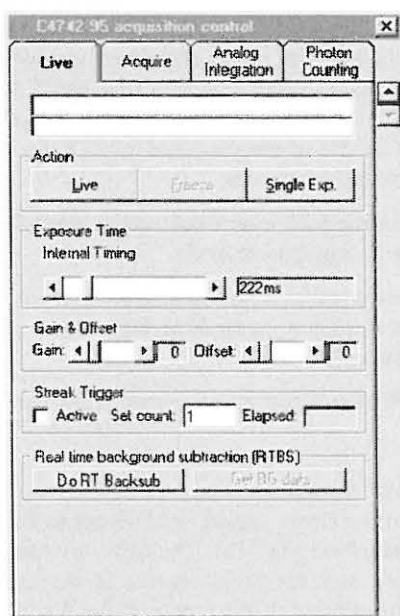 C4742-95 acquisition control
Live Acquire Analog Integration Photon Counting
Action
Live Freeze Single Exp.
Exposure Time
Internal Timing
222ms
Gain & Offset
Gain: 0 Offset: 0
Streak Trigger
Active Set count: 1 Elapsed:
Real time background subtraction (RTBS)
Do RT Backsub Get BG data